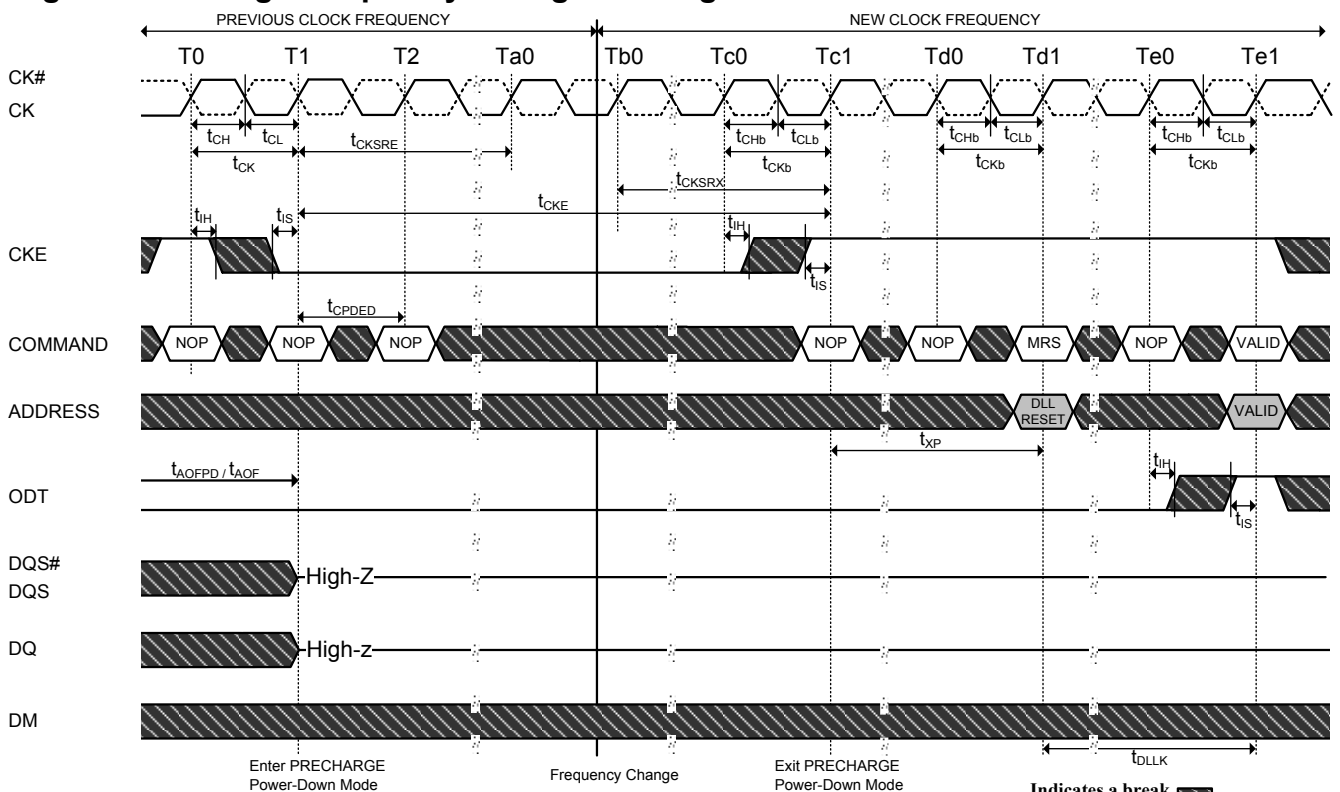 PREVIOUS CLOCK FREQUENCY NEW CLOCK FREQUENCY
T0 T1 T2 Ta0 Tb0 Tc0 Tc1 Td0 Td1 Te0 Te1
CK#
CK
tCH tCL tCKSRE tCHb tCLb tCHb tCLb tCHb tCLb
tCK tCKb tCKb tCKb
tCKSRX
tCKE
tIH tIS tIH
CKE
tIS
tCPDED
COMMAND NOP NOP NOP NOP NOP MRS NOP VALID
ADDRESS DLL RESET VALID
tXP
tAOFPD / tAOF tIH
ODT
tIS
DQS#
DQS High-Z
DQ High-z
DM
tDLLK
Enter PRECHARGE
Power-Down Mode
Frequency Change
Exit PRECHARGE
Power-Down Mode
Indicates a break